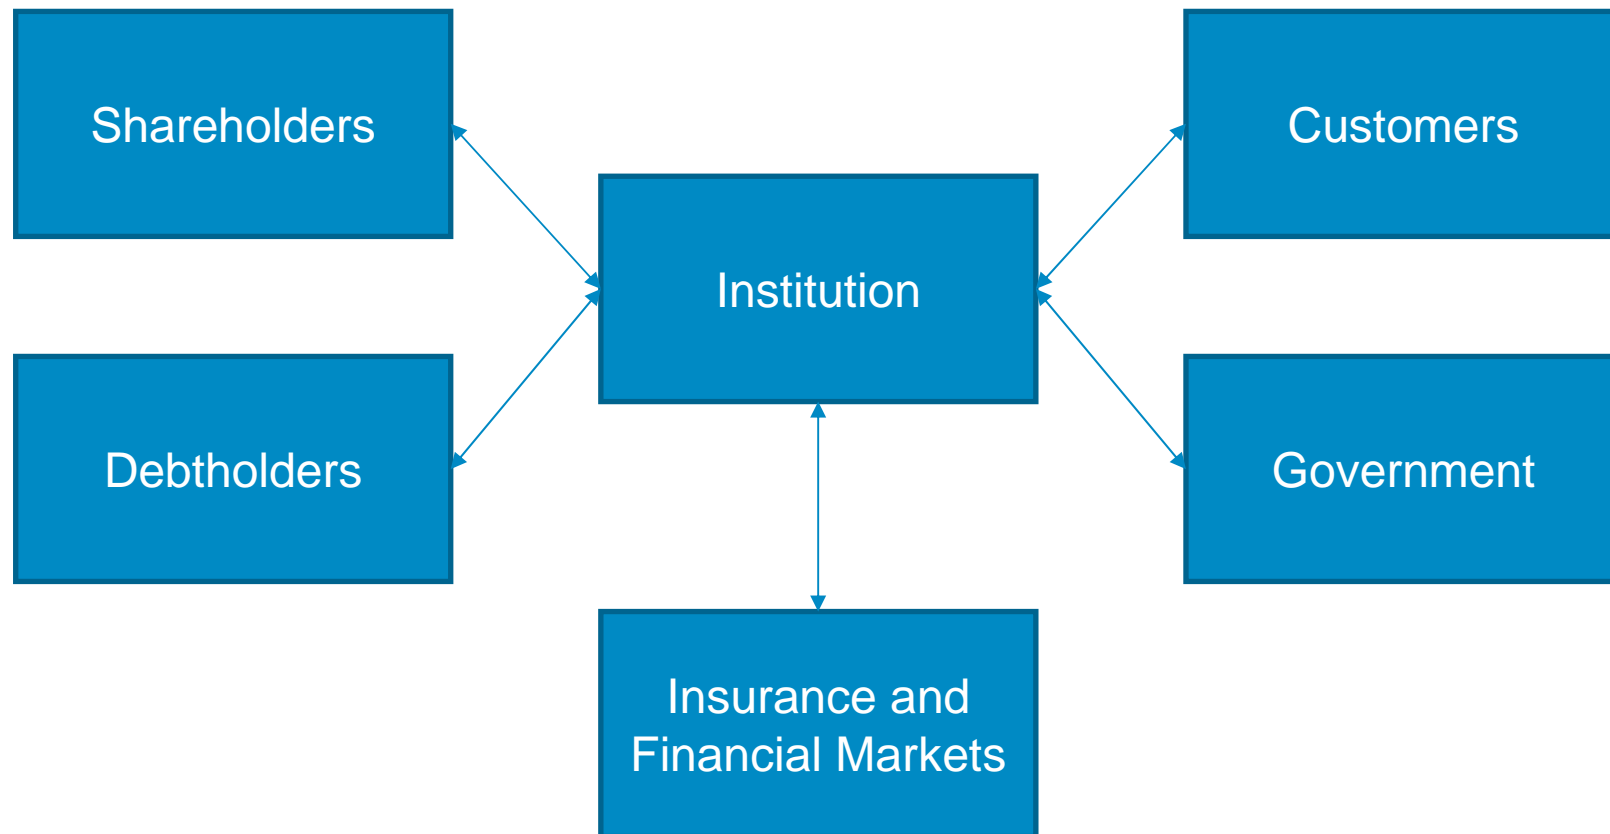 Shareholders
Customers
Institution
Debtholders
Government
Insurance and
Financial Markets